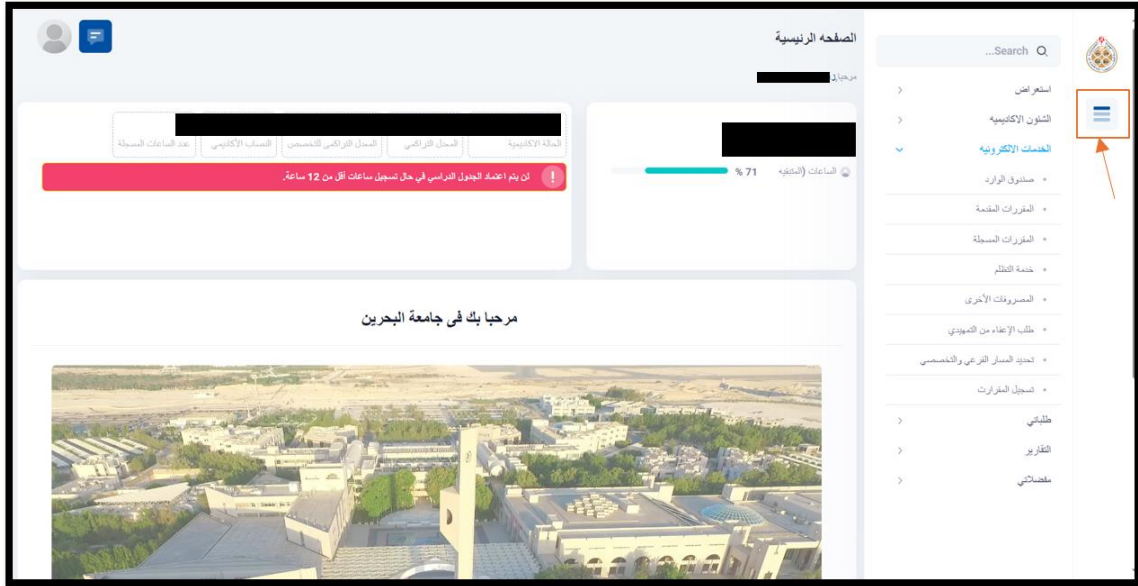 الصفحه الرئيسية
مرحبا
Search...
استعراض
الشئون الاكاديميه
الخدمات الالكترونيه
صندوق الوارد
المقررات المقدمة
المقررات المسجلة
خدمة التظلم
المصروفات الأخرى
طلب الإعفاء من التمهيدي
تحديد المسار الفرعي والتخصصي
تسجيل المقرارت
طلباتي
التقارير
مفضلاتي
الساعات (المتبقيه 71 %
الحالة الاكاديمية
المعدل التراكمي
المعدل التراكمي للتخصص
النصاب الأكاديمي
عدد الساعات المسجلة
لن يتم اعتماد الجدول الدراسي في حال تسجيل ساعات أقل من 12 ساعة.
مرحبا بك في جامعة البحرين